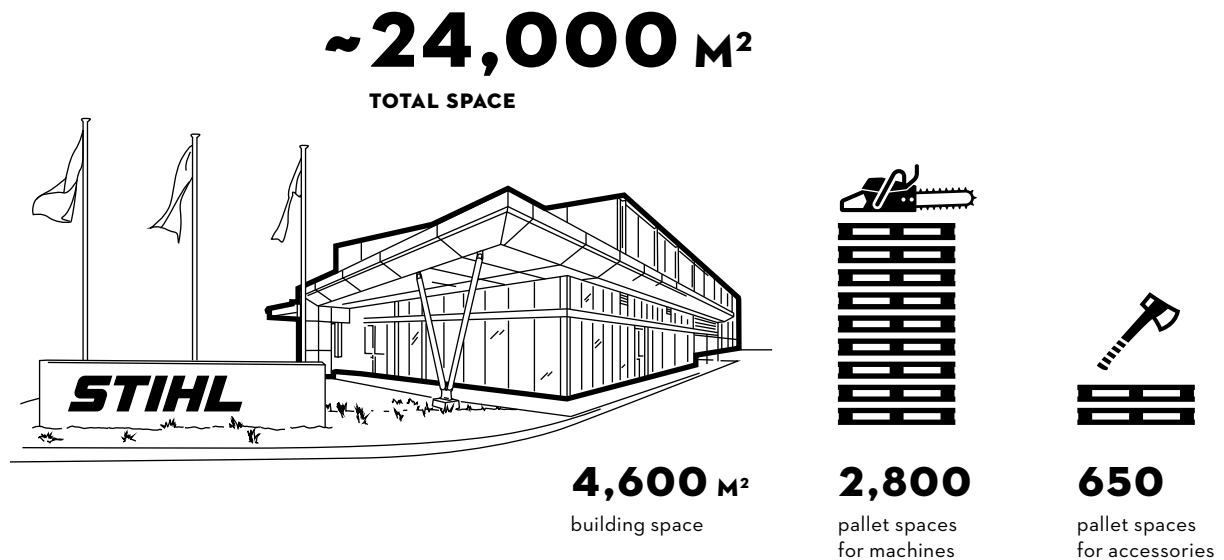 ~24,000 M²
TOTAL SPACE
STIHL
4,600 M²
building space
2,800
pallet spaces
for machines
650
pallet spaces
for accessories